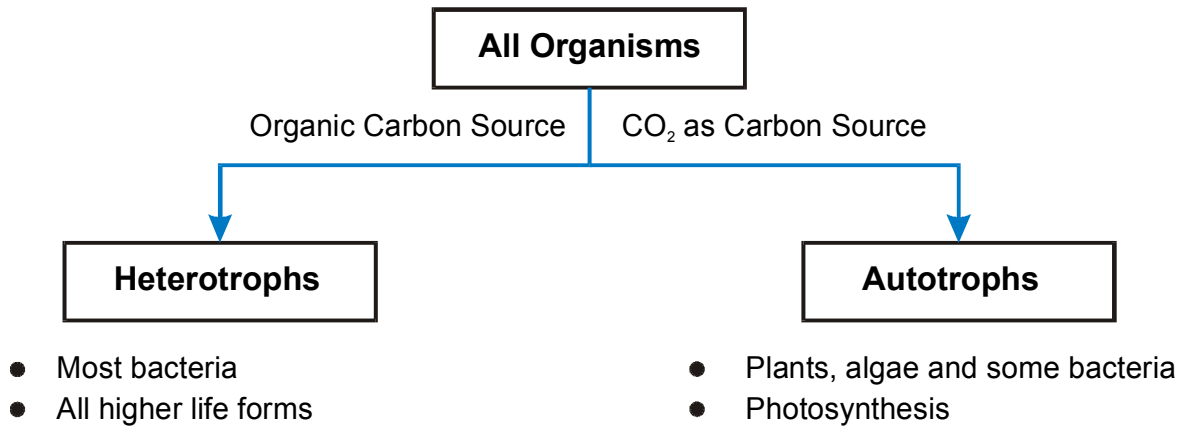 All Organisms
Organic Carbon Source
CO₂ as Carbon Source
Heterotrophs
Autotrophs
● Most bacteria
● All higher life forms
● Plants, algae and some bacteria
● Photosynthesis